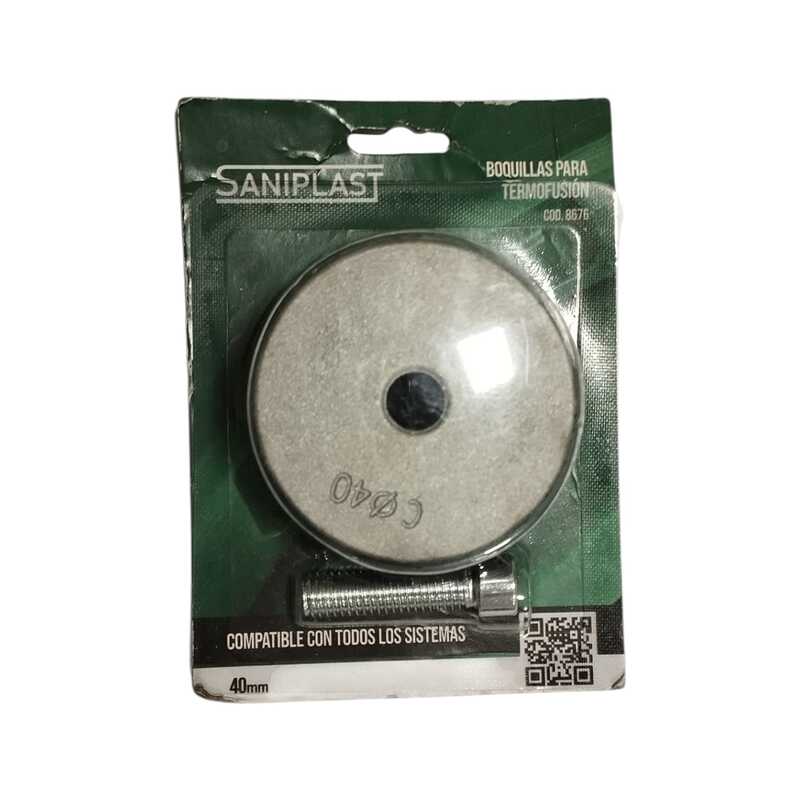 SANIPLAST
BOQUILLAS PARA
TERMOFUSIÓN
COD. 8676
C Ø40
COMPATIBLE CON TODOS LOS SISTEMAS
40mm